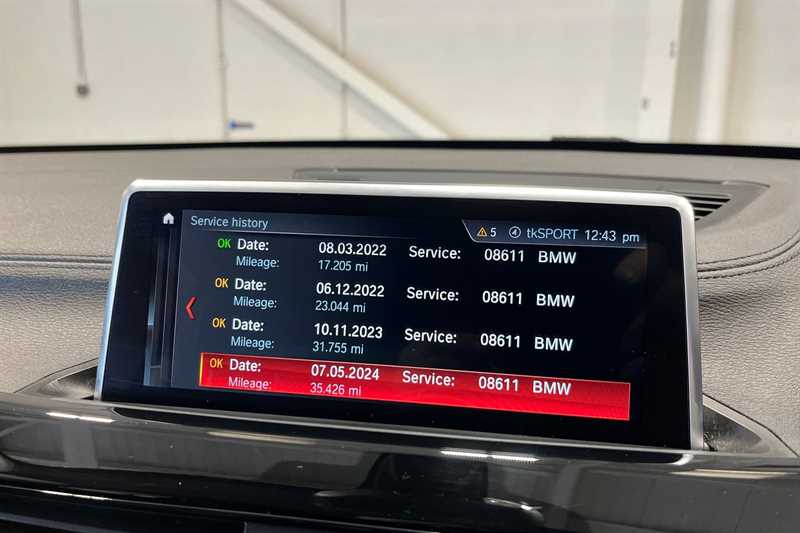 Service history
5 tkSPORT 12:43 pm
OK Date: 08.03.2022 Service: 08611 BMW
Mileage: 17.205 mi
OK Date: 06.12.2022 Service: 08611 BMW
Mileage: 23.044 mi
OK Date: 10.11.2023 Service: 08611 BMW
Mileage: 31.755 mi
OK Date: 07.05.2024 Service: 08611 BMW
Mileage: 35.426 mi